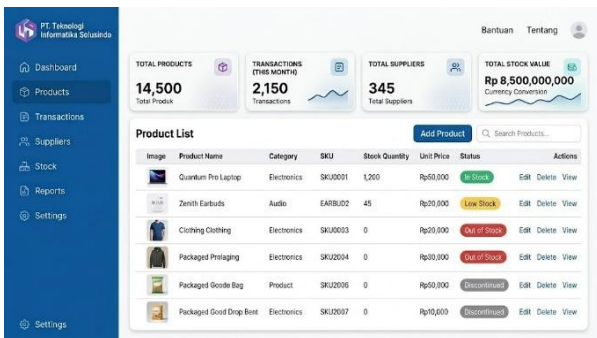 PT. Teknologi
Informatika Solusindo
Bantuan Tentang
Dashboard
Products
Transactions
Suppliers
Stock
Reports
Settings
Settings
TOTAL PRODUCTS
14,500
Total Produk
TRANSACTIONS
(THIS MONTH)
2,150
Transactions
TOTAL SUPPLIERS
345
Total Suppliers
TOTAL STOCK VALUE
Rp 8,500,000,000
Currency Conversion
Product List
Add Product
Search Products...
Image Product Name Category SKU Stock Quantity Unit Price Status Actions
Quantum Pro Laptop Electronics SKU0001 1,200 Rp50,000 In Stock Edit Delete View
Zenith Earbuds Audio EARBUD2 45 Rp20,000 Low Stock Edit Delete View
Clothing Clothing Electronics SKU0003 0 Rp20,000 Out of Stock Edit Delete View
Packaged Prolaging Electronics SKU2004 0 Rp30,000 Out of Stock Edit Delete View
Packaged Goode Bag Product SKU2006 0 Rp50,000 Discontinued Edit Delete View
Packaged Good Drop Bent Electronics SKU2007 0 Rp10,000 Discontinued Edit Delete View